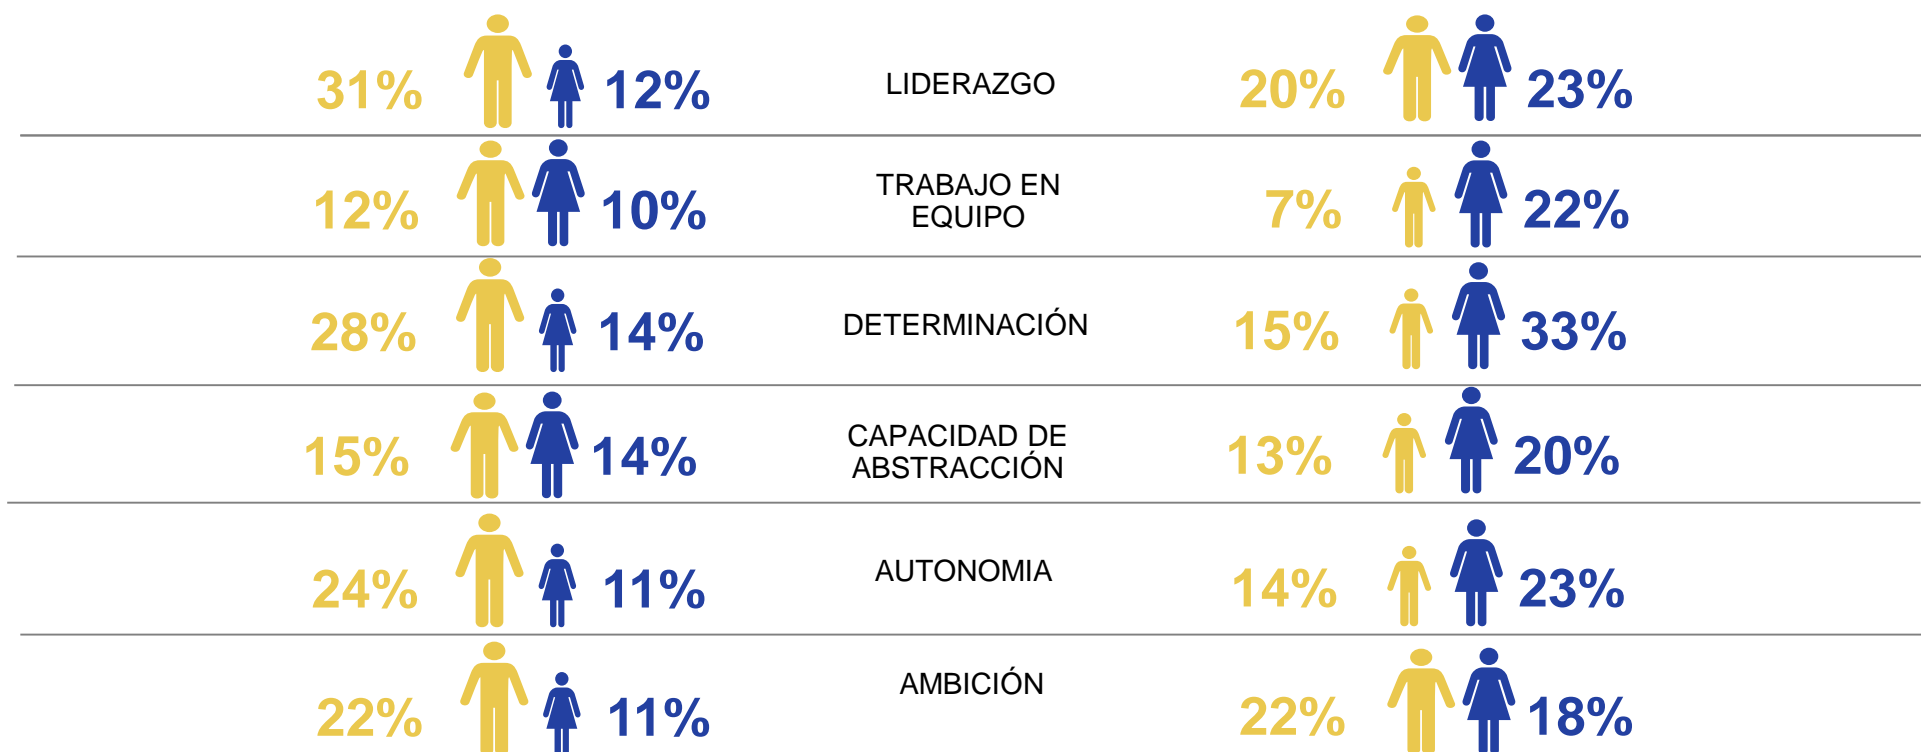 31% 12% LIDERAZGO 20% 23%
12% 10% TRABAJO EN
EQUIPO 7% 22%
28% 14% DETERMINACIÓN 15% 33%
15% 14% CAPACIDAD DE
ABSTRACCIÓN 13% 20%
24% 11% AUTONOMIA 14% 23%
22% 11% AMBICIÓN 22% 18%